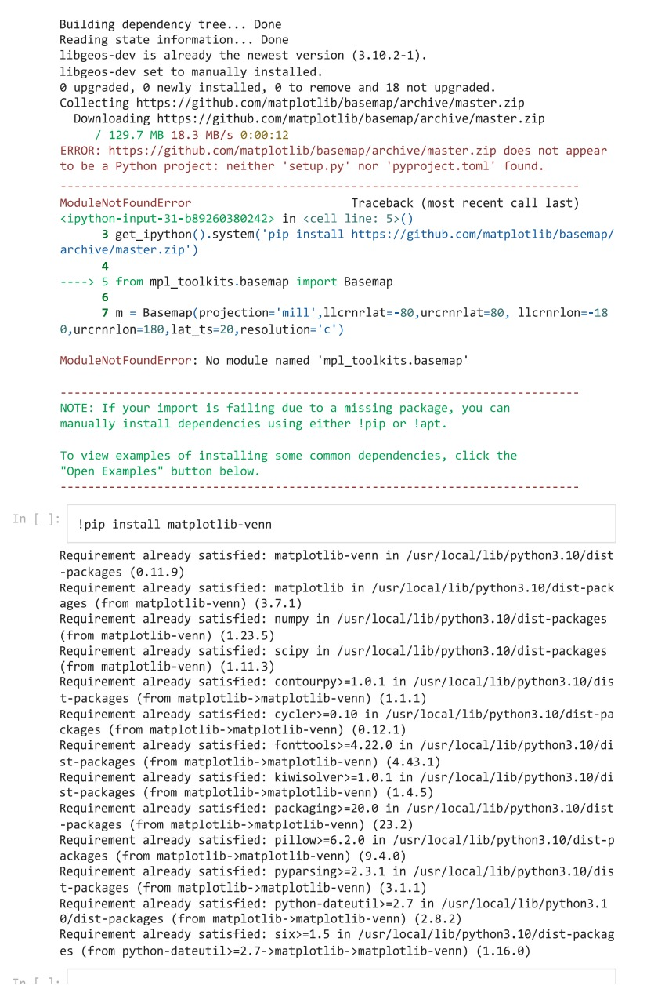 Building dependency tree... Done
Reading state information... Done
libgeos-dev is already the newest version (3.10.2-1).
libgeos-dev set to manually installed.
0 upgraded, 0 newly installed, 0 to remove and 18 not upgraded.
Collecting https://github.com/matplotlib/basemap/archive/master.zip
  Downloading https://github.com/matplotlib/basemap/archive/master.zip
     / 129.7 MB 18.3 MB/s 0:00:12
ERROR: https://github.com/matplotlib/basemap/archive/master.zip does not appear
to be a Python project: neither 'setup.py' nor 'pyproject.toml' found.
---------------------------------------------------------------------------
ModuleNotFoundError                       Traceback (most recent call last)
<ipython-input-31-b89260380242> in <cell line: 5>()
      3 get_ipython().system('pip install https://github.com/matplotlib/basemap/
archive/master.zip')
      4
----> 5 from mpl_toolkits.basemap import Basemap
      6
      7 m = Basemap(projection='mill',llcrnrlat=-80,urcrnrlat=80, llcrnrlon=-18
0,urcrnrlon=180,lat_ts=20,resolution='c')
ModuleNotFoundError: No module named 'mpl_toolkits.basemap'
---------------------------------------------------------------------------
NOTE: If your import is failing due to a missing package, you can
manually install dependencies using either !pip or !apt.
To view examples of installing some common dependencies, click the
"Open Examples" button below.
---------------------------------------------------------------------------
In [ ]: !pip install matplotlib-venn
Requirement already satisfied: matplotlib-venn in /usr/local/lib/python3.10/dist
-packages (0.11.9)
Requirement already satisfied: matplotlib in /usr/local/lib/python3.10/dist-pack
ages (from matplotlib-venn) (3.7.1)
Requirement already satisfied: numpy in /usr/local/lib/python3.10/dist-packages
(from matplotlib-venn) (1.23.5)
Requirement already satisfied: scipy in /usr/local/lib/python3.10/dist-packages
(from matplotlib-venn) (1.11.3)
Requirement already satisfied: contourpy>=1.0.1 in /usr/local/lib/python3.10/dis
t-packages (from matplotlib->matplotlib-venn) (1.1.1)
Requirement already satisfied: cycler>=0.10 in /usr/local/lib/python3.10/dist-pa
ckages (from matplotlib->matplotlib-venn) (0.12.1)
Requirement already satisfied: fonttools>=4.22.0 in /usr/local/lib/python3.10/di
st-packages (from matplotlib->matplotlib-venn) (4.43.1)
Requirement already satisfied: kiwisolver>=1.0.1 in /usr/local/lib/python3.10/di
st-packages (from matplotlib->matplotlib-venn) (1.4.5)
Requirement already satisfied: packaging>=20.0 in /usr/local/lib/python3.10/dist
-packages (from matplotlib->matplotlib-venn) (23.2)
Requirement already satisfied: pillow>=6.2.0 in /usr/local/lib/python3.10/dist-p
ackages (from matplotlib->matplotlib-venn) (9.4.0)
Requirement already satisfied: pyparsing>=2.3.1 in /usr/local/lib/python3.10/dis
t-packages (from matplotlib->matplotlib-venn) (3.1.1)
Requirement already satisfied: python-dateutil>=2.7 in /usr/local/lib/python3.1
0/dist-packages (from matplotlib->matplotlib-venn) (2.8.2)
Requirement already satisfied: six>=1.5 in /usr/local/lib/python3.10/dist-packag
es (from python-dateutil>=2.7->matplotlib->matplotlib-venn) (1.16.0)
In [ ]: